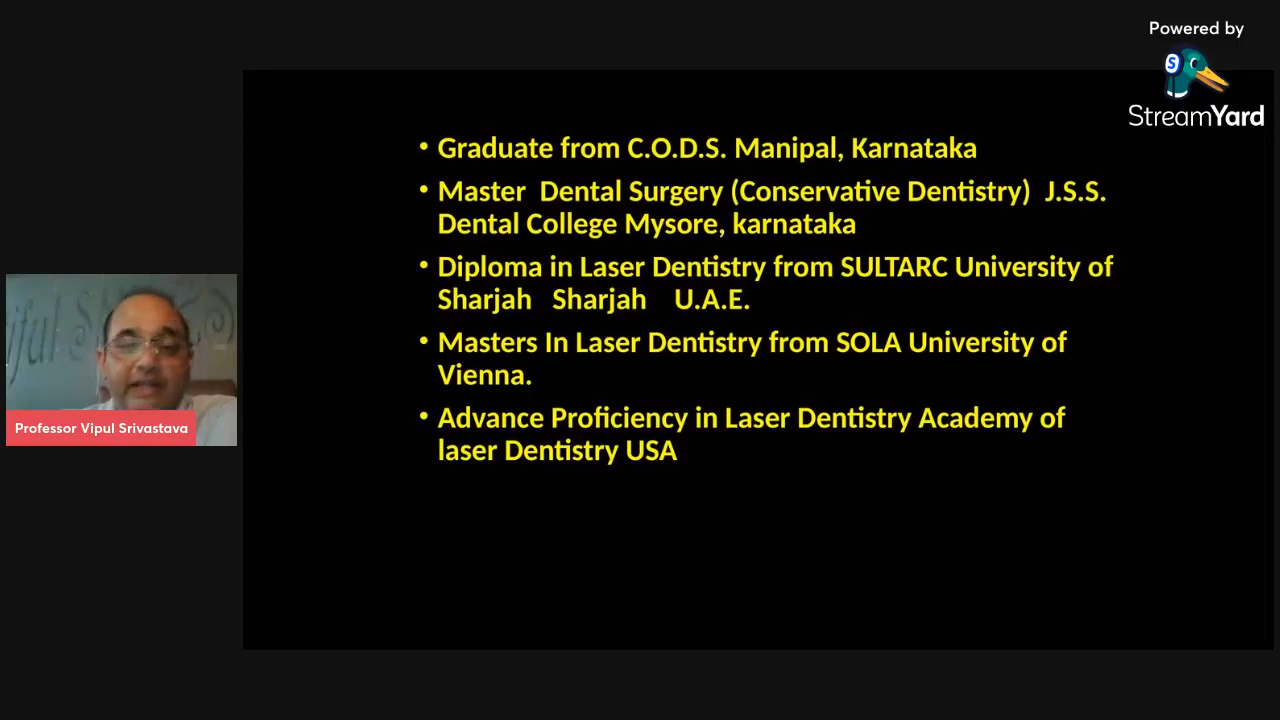 Powered by
StreamYard
• Graduate from C.O.D.S. Manipal, Karnataka
• Master Dental Surgery (Conservative Dentistry) J.S.S.
Dental College Mysore, karnataka
• Diploma in Laser Dentistry from SULTARC University of
Sharjah Sharjah U.A.E.
• Masters In Laser Dentistry from SOLA University of
Vienna.
• Advance Proficiency in Laser Dentistry Academy of
laser Dentistry USA
Professor Vipul Srivastava